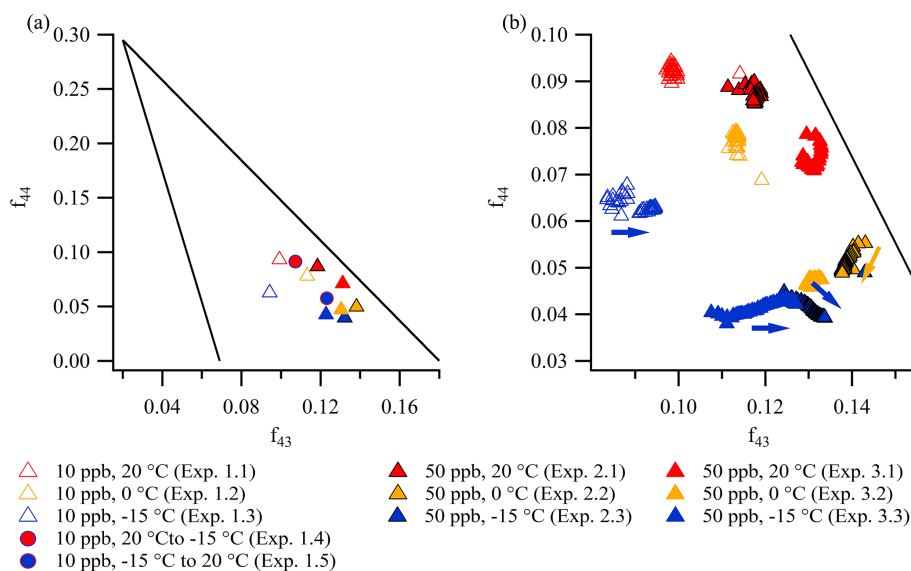 (a)
(b)
0.30
0.25
0.20
0.15
0.10
0.05
0.00
f44
0.04 0.08 0.12 0.16
f43
0.10
0.09
0.08
0.07
0.06
0.05
0.04
0.03
f44
0.10 0.12 0.14
f43
10 ppb, 20 °C (Exp. 1.1)
10 ppb, 0 °C (Exp. 1.2)
10 ppb, -15 °C (Exp. 1.3)
10 ppb, 20 °Cto -15 °C (Exp. 1.4)
10 ppb, -15 °C to 20 °C (Exp. 1.5)
50 ppb, 20 °C (Exp. 2.1)
50 ppb, 0 °C (Exp. 2.2)
50 ppb, -15 °C (Exp. 2.3)
50 ppb, 20 °C (Exp. 3.1)
50 ppb, 0 °C (Exp. 3.2)
50 ppb, -15 °C (Exp. 3.3)